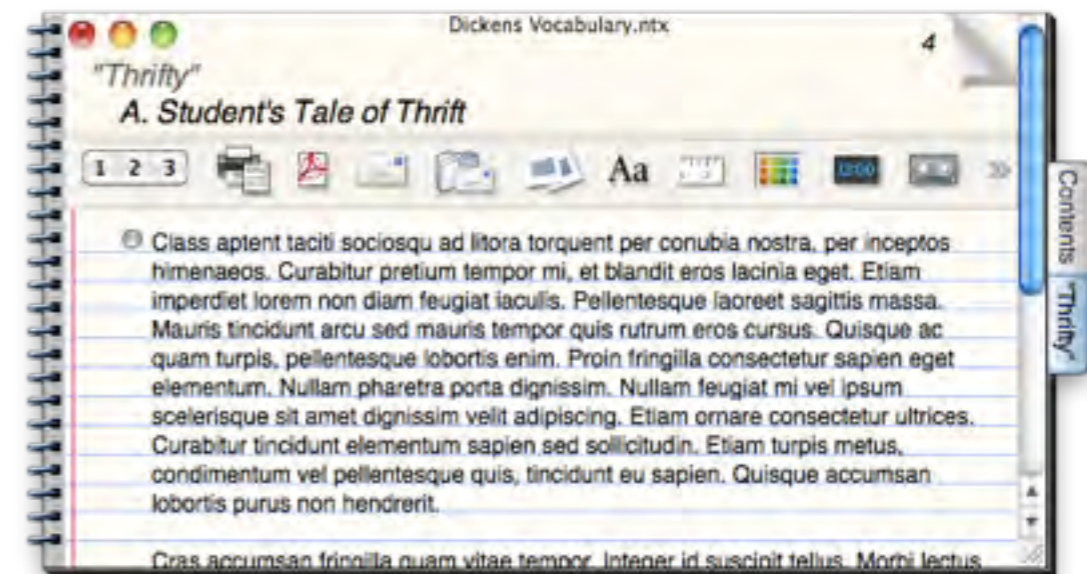 Dickens Vocabulary.ntx
4
"Thrifty"
A. Student's Tale of Thrift
1 2 3
Aa
Contents
"Thrifty"
Class aptent taciti sociosqu ad litora torquent per conubia nostra, per inceptos
himenaeos. Curabitur pretium tempor mi, et blandit eros lacinia eget. Etiam
imperdiet lorem non diam feugiat iaculis. Pellentesque laoreet sagittis massa.
Mauris tincidunt arcu sed mauris tempor quis rutrum eros cursus. Quisque ac
quam turpis, pellentesque lobortis enim. Proin fringilla consectetur sapien eget
elementum. Nullam pharetra porta dignissim. Nullam feugiat mi vel ipsum
scelerisque sit amet dignissim velit adipiscing. Etiam ornare consectetur ultrices.
Curabitur tincidunt elementum sapien sed sollicitudin. Etiam turpis metus,
condimentum vel pellentesque quis, tincidunt eu sapien. Quisque accumsan
lobortis purus non hendrerit.
Cras accumsan fringilla quam vitae tempor. Integer id suscipit tellus. Morbi lectus